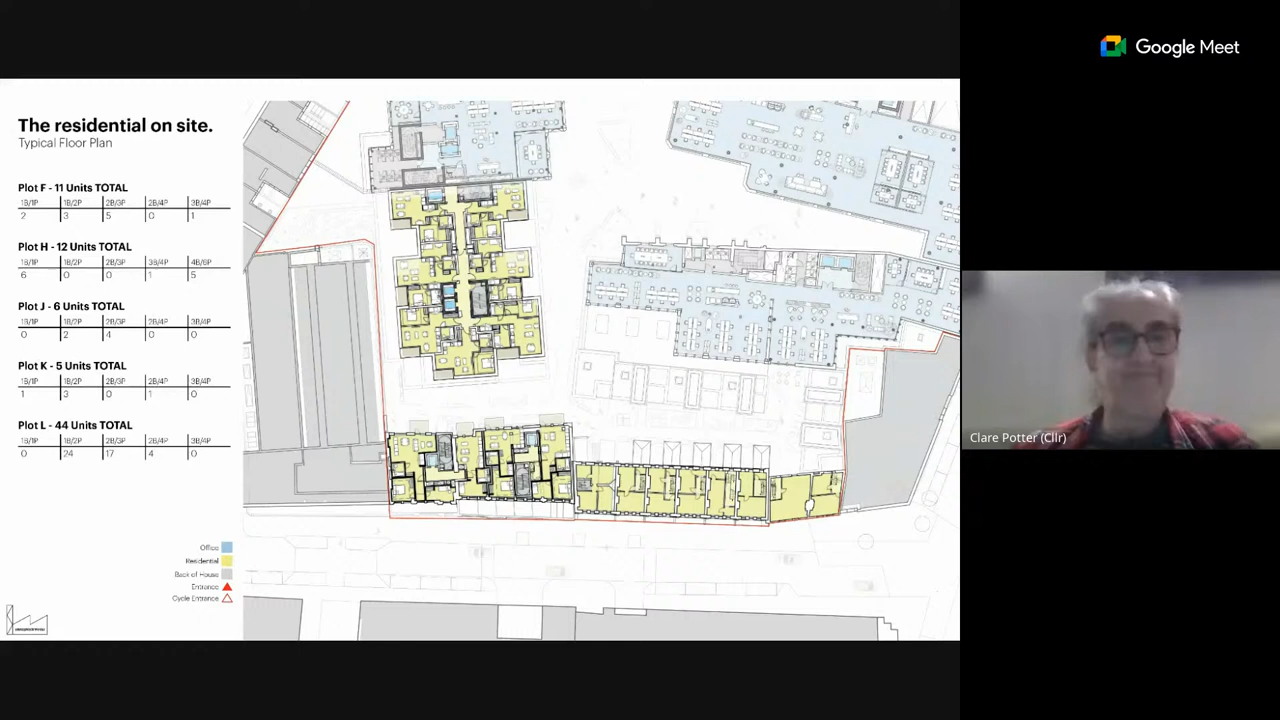 The residential on site.
Typical Floor Plan
Plot F - 11 Units TOTAL
1B/1P 1B/2P 2B/3P 2B/4P 3B/4P
2 3 5 0 1
Plot H - 12 Units TOTAL
1B/1P 1B/2P 2B/3P 3B/4P 4B/6P
6 0 0 1 5
Plot J - 6 Units TOTAL
1B/1P 1B/2P 2B/3P 2B/4P 3B/4P
0 2 4 0 0
Plot K - 5 Units TOTAL
1B/1P 1B/2P 2B/3P 2B/4P 3B/4P
1 3 0 1 0
Plot L - 44 Units TOTAL
1B/1P 1B/2P 2B/3P 2B/4P 3B/4P
0 24 17 4 0
Office
Residential
Back of House
Entrance
Cycle Entrance
Google Meet
Clare Potter (Cllr)